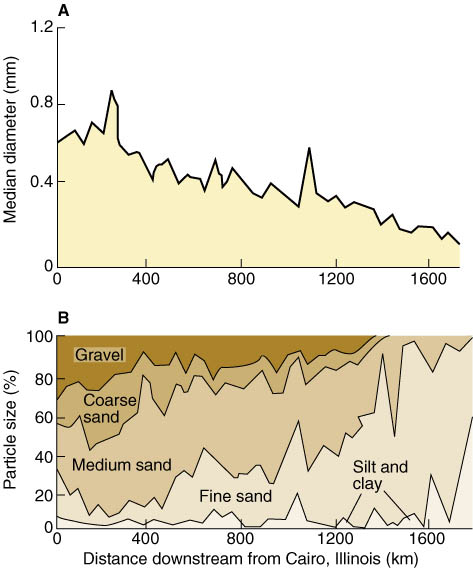 A
Median diameter (mm)
1.2
0.8
0.4
0
0 400 800 1200 1600
B
Particle size (%)
100
80
60
40
20
0
Gravel
Coarse
sand
Medium sand
Fine sand
Silt and
clay
0 400 800 1200 1600
Distance downstream from Cairo, Illinois (km)